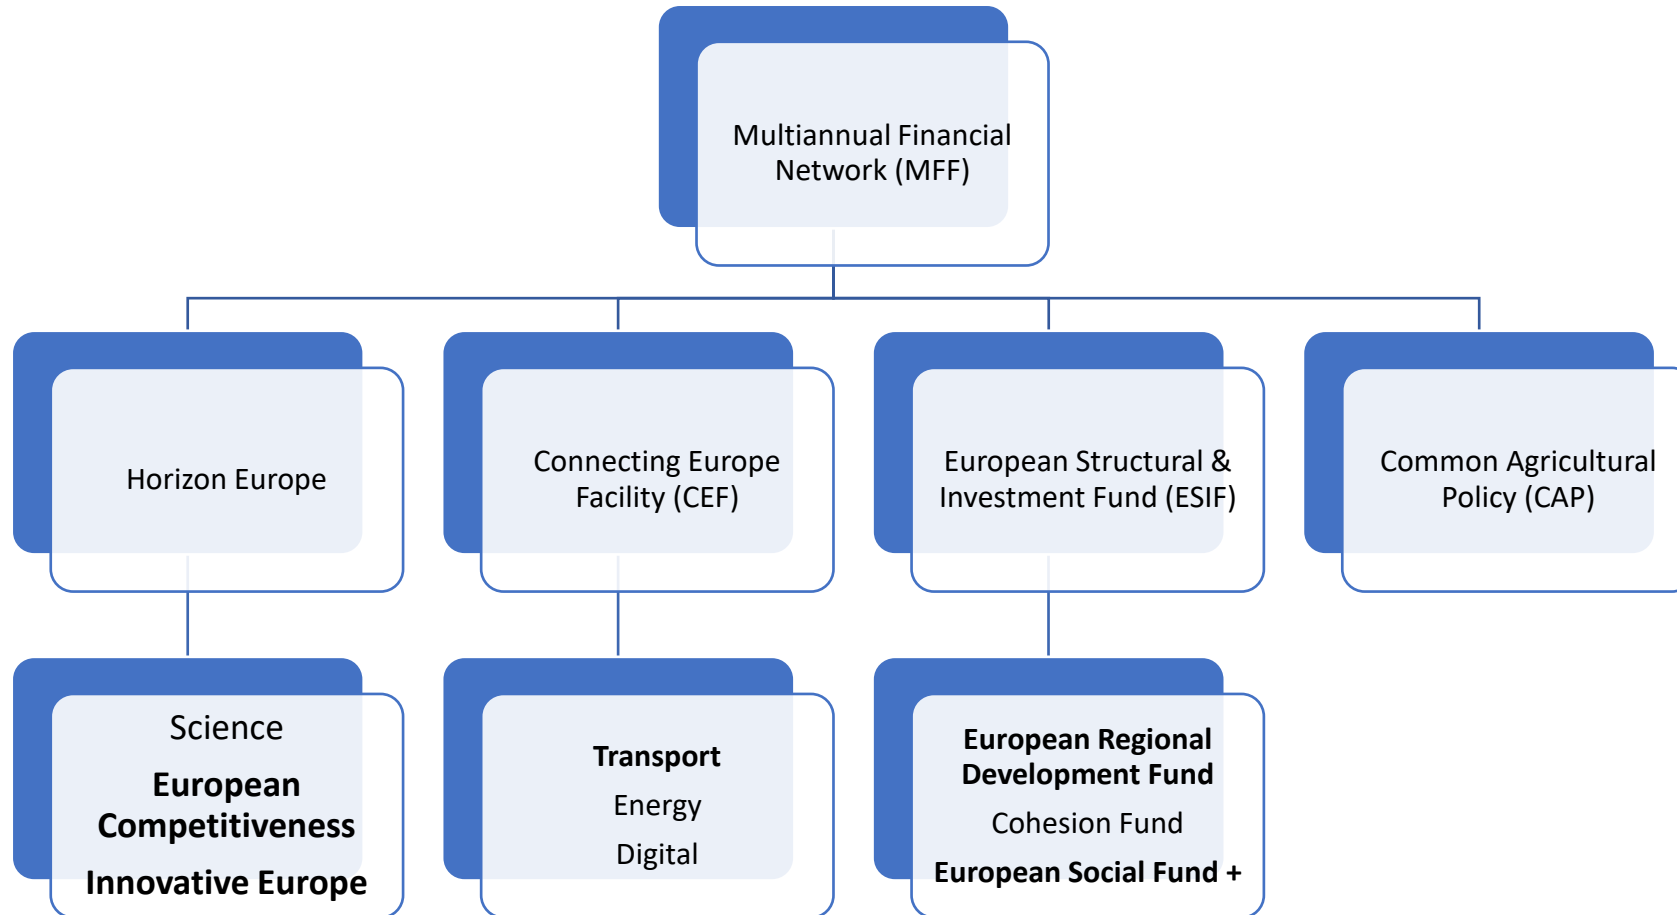 Multiannual Financial
Network (MFF)
Horizon Europe
Connecting Europe
Facility (CEF)
European Structural &
Investment Fund (ESIF)
Common Agricultural
Policy (CAP)
Science
European
Competitiveness
Innovative Europe
Transport
Energy
Digital
European Regional
Development Fund
Cohesion Fund
European Social Fund +